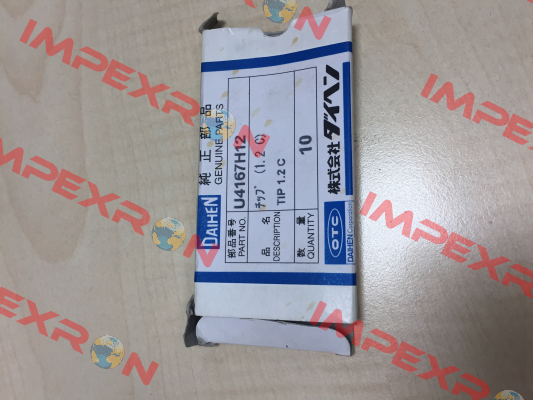 DAIHEN 純正部品
GENUINE PARTS
部品番号
PART NO.
U4167H12
品名
DESCRIPTION
チップ (1.2 C)
TIP 1.2 C
数量
QUANTITY
10
OTC 株式会社ダイヘン
DAIHEN Corporation
IMPEXRON
IMPEXRON
IMPEXRON
IMPEXRON
IMPEXRON